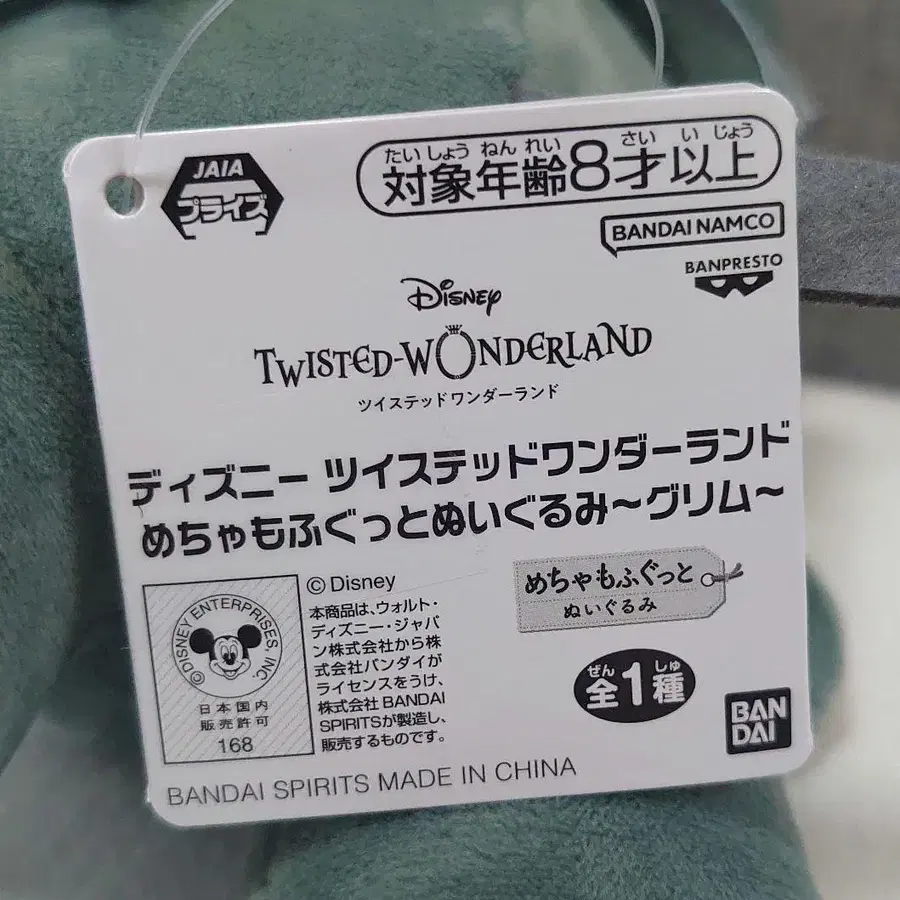 JAIA
プライズ
たいしょう ねん れい さい い じょう
対象年齢8才以上
BANDAI NAMCO
BANPRESTO
Disney
TWISTED-WONDERLAND
ツイステッドワンダーランド
ディズニー ツイステッドワンダーランド
めちゃもふぐっとぬいぐるみ～グリム～
©DISNEY ENTERPRISES, INC.
日本国内
販売許可
168
©Disney
本商品は、ウォルト・
ディズニー・ジャパ
ン株式会社から株
式会社バンダイが
ライセンスをうけ、
株式会社BANDAI
SPIRITSが製造し、
販売するものです。
めちゃもふぐっと
ぬいぐるみ
ぜん しゅ
全1種
BAN
DAI
BANDAI SPIRITS MADE IN CHINA